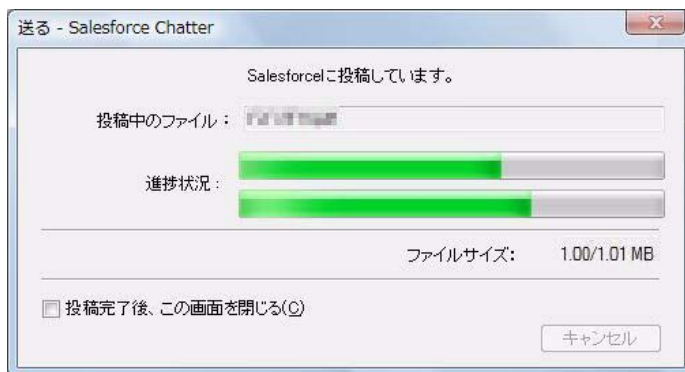 送る - Salesforce Chatter
Salesforceに投稿しています。
投稿中のファイル：
進捗状況：
ファイルサイズ: 1.00/1.01 MB
投稿完了後、この画面を閉じる(C)
キャンセル